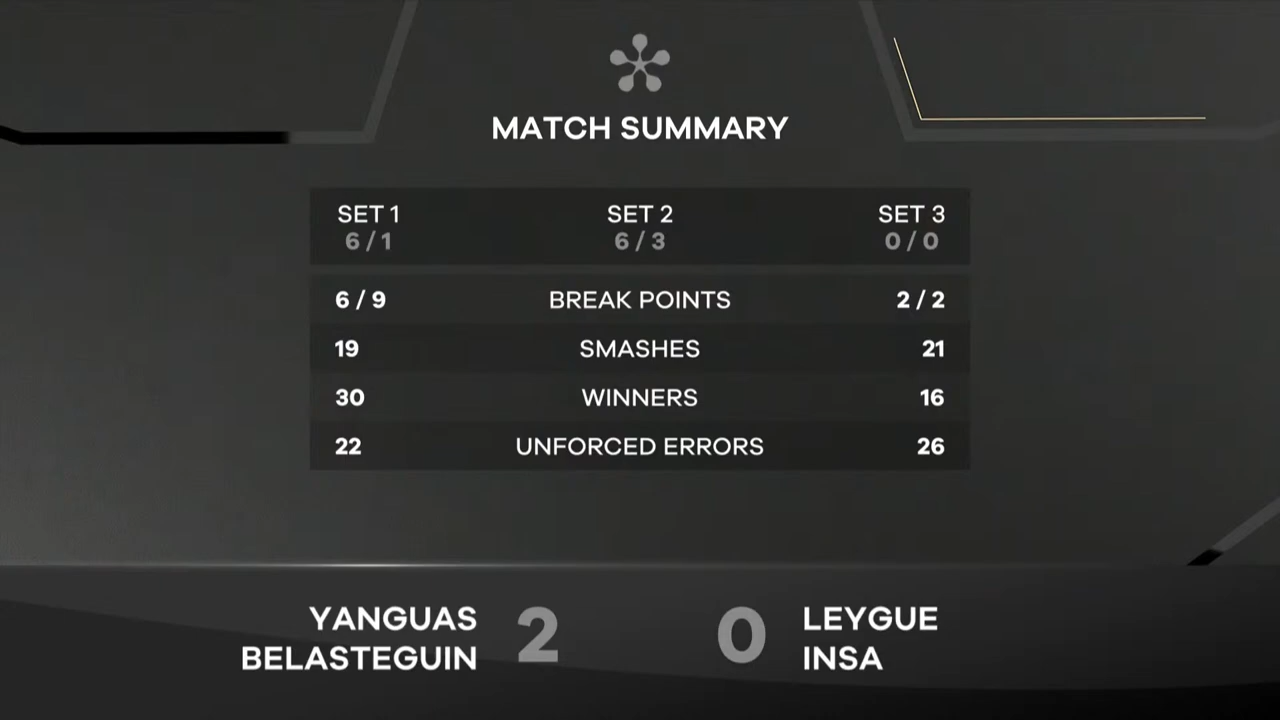 MATCH SUMMARY
SET 1 SET 2 SET 3
6 / 1 6 / 3 0 / 0
6 / 9 BREAK POINTS 2 / 2
19 SMASHES 21
30 WINNERS 16
22 UNFORCED ERRORS 26
YANGUAS 2 0 LEYGUE
BELASTEGUIN INSA